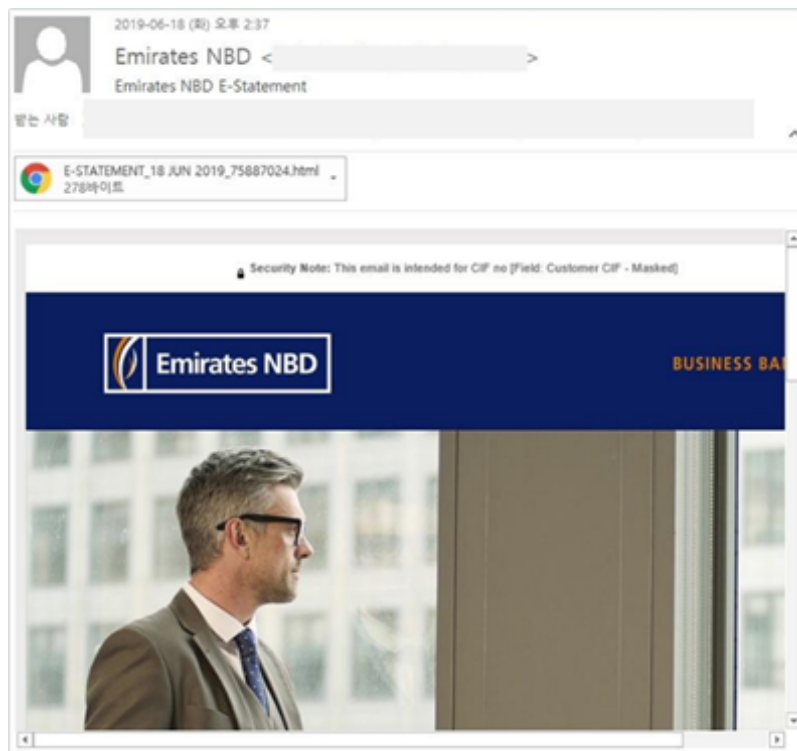 2019-06-18 (화) 오후 2:37
Emirates NBD < >
Emirates NBD E-Statement
받는 사람
E-STATEMENT_18 JUN 2019_75887024.html
278바이트
Security Note: This email is intended for CIF no [Field: Customer CIF - Masked]
Emirates NBD
BUSINESS BA